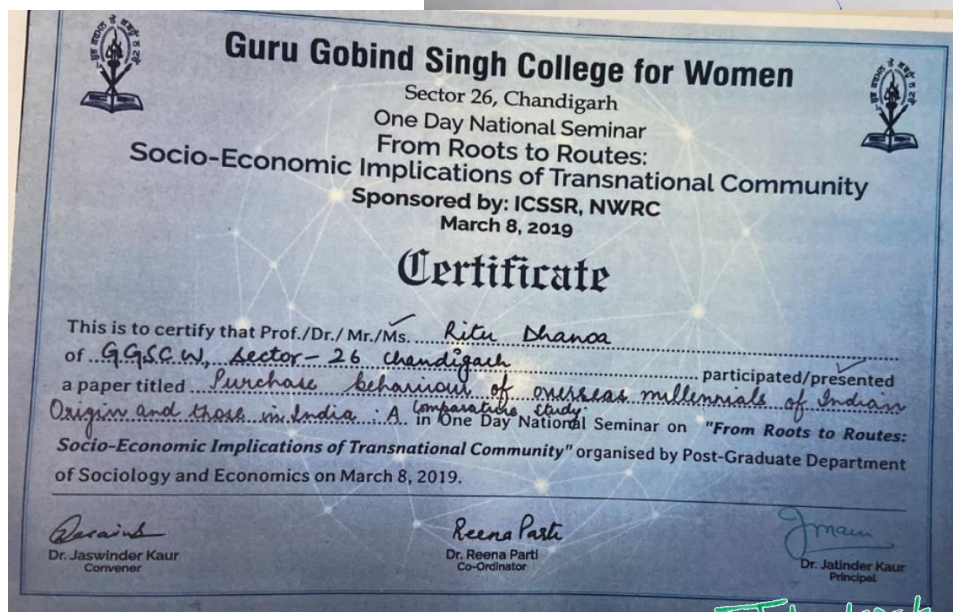 Guru Gobind Singh College for Women
Sector 26, Chandigarh
One Day National Seminar
From Roots to Routes:
Socio-Economic Implications of Transnational Community
Sponsored by: ICSSR, NWRC
March 8, 2019
Certificate
This is to certify that Prof./Dr./Mr./Ms. Ritu Dhanoa
of G.G.S.C.W, Sector-26 Chandigarh participated/presented
a paper titled Purchase behaviour of overseas millennials of Indian
Origin and those in India : A Comparative study in One Day National Seminar on "From Roots to Routes:
Socio-Economic Implications of Transnational Community" organised by Post-Graduate Department
of Sociology and Economics on March 8, 2019.
Reena Parti
Dr. Jaswinder Kaur
Convener
Dr. Reena Parti
Co-Ordinator
Dr. Jatinder Kaur
Principal